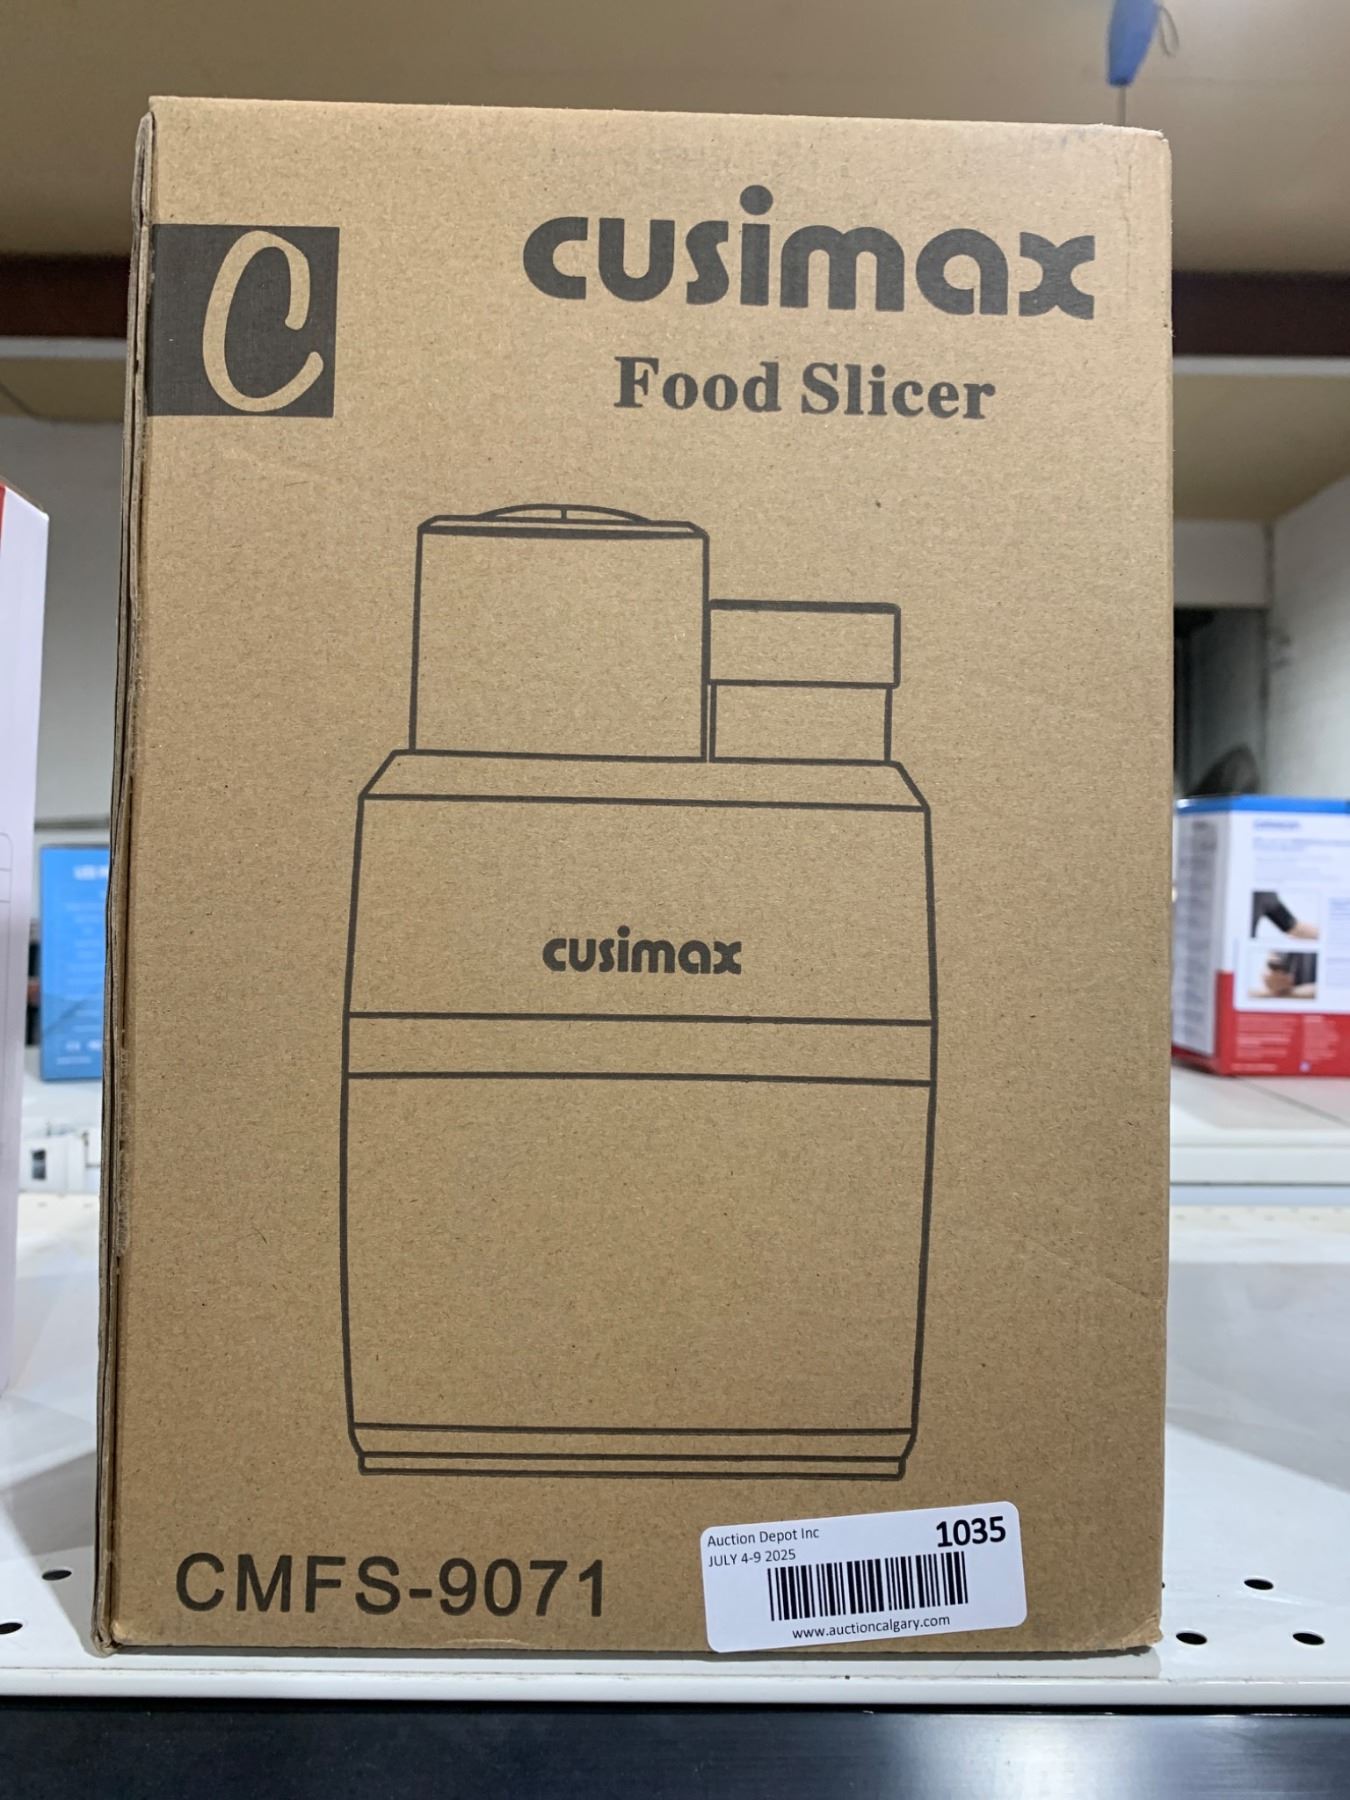 C
cusimax
Food Slicer
cusimax
CMFS-9071
Auction Depot Inc
1035
JULY 4-9 2025
www.auctioncalgary.com